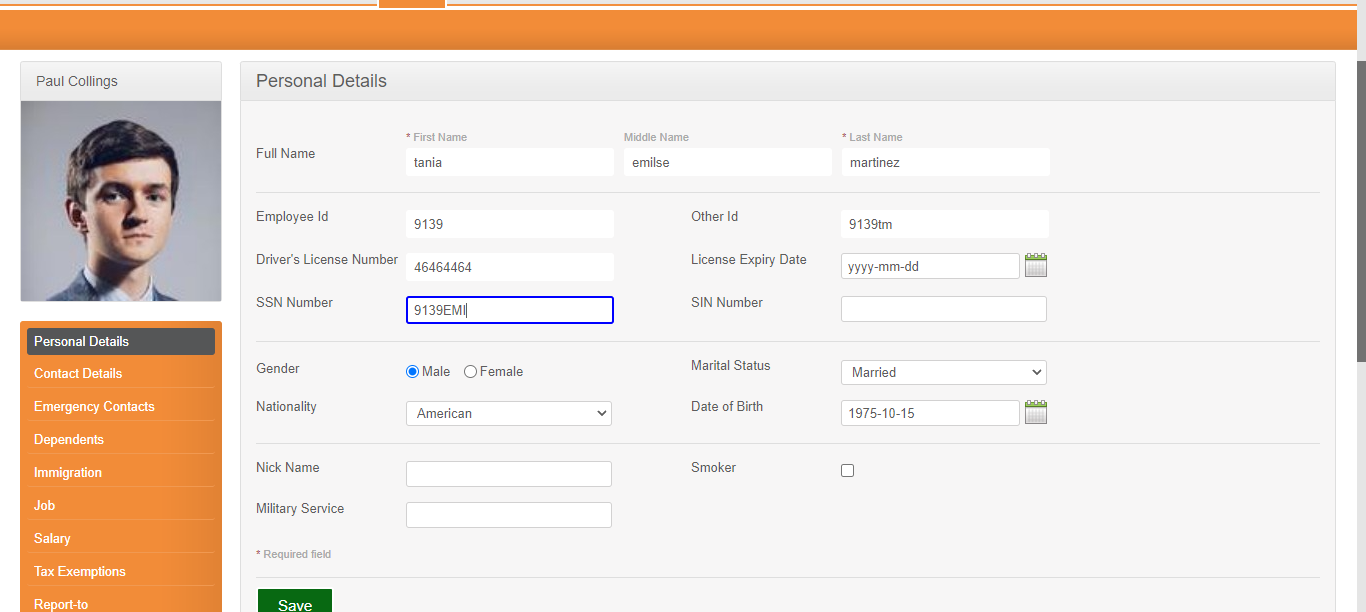 Paul Collings
Personal Details
Contact Details
Emergency Contacts
Dependents
Immigration
Job
Salary
Tax Exemptions
Report-to
Personal Details
* First Name Middle Name * Last Name
Full Name tania emilse martinez
Employee Id 9139 Other Id 9139tm
Driver's License Number 46464464 License Expiry Date yyyy-mm-dd
SSN Number 9139EMI SIN Number
Gender Male Female Marital Status Married
Nationality American Date of Birth 1975-10-15
Nick Name Smoker
Military Service
* Required field
Save